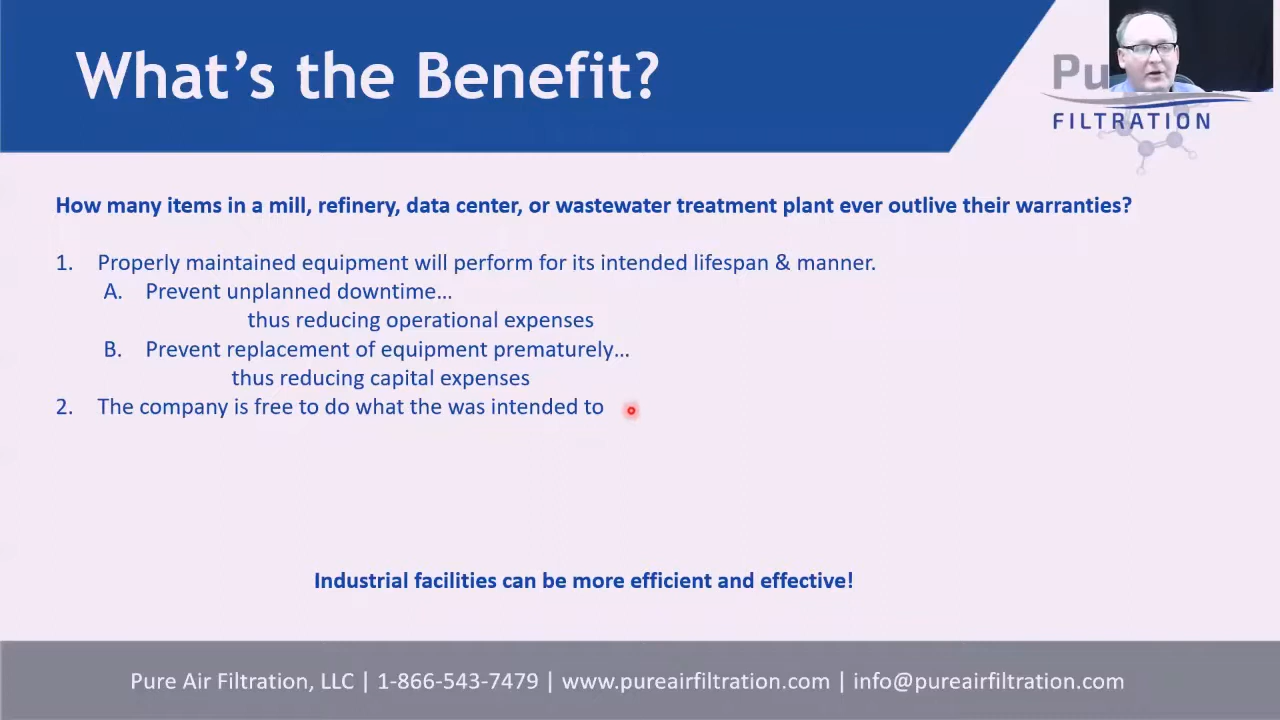 What's the Benefit?
Pu
FILTRATION
How many items in a mill, refinery, data center, or wastewater treatment plant ever outlive their warranties?
1. Properly maintained equipment will perform for its intended lifespan & manner.
A. Prevent unplanned downtime…
thus reducing operational expenses
B. Prevent replacement of equipment prematurely…
thus reducing capital expenses
2. The company is free to do what the was intended to
Industrial facilities can be more efficient and effective!
Pure Air Filtration, LLC | 1-866-543-7479 | www.pureairfiltration.com | info@pureairfiltration.com